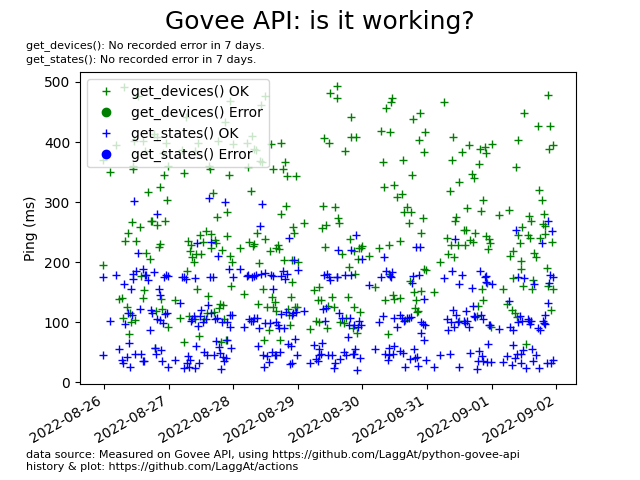 Govee API: is it working?
get_devices(): No recorded error in 7 days.
get_states(): No recorded error in 7 days.
get_devices() OK
get_devices() Error
get_states() OK
get_states() Error
Ping (ms)
500
400
300
200
100
0
2022-08-26
2022-08-27
2022-08-28
2022-08-29
2022-08-30
2022-08-31
2022-09-01
2022-09-02
data source: Measured on Govee API, using https://github.com/LaggAt/python-govee-api
history & plot: https://github.com/LaggAt/actions